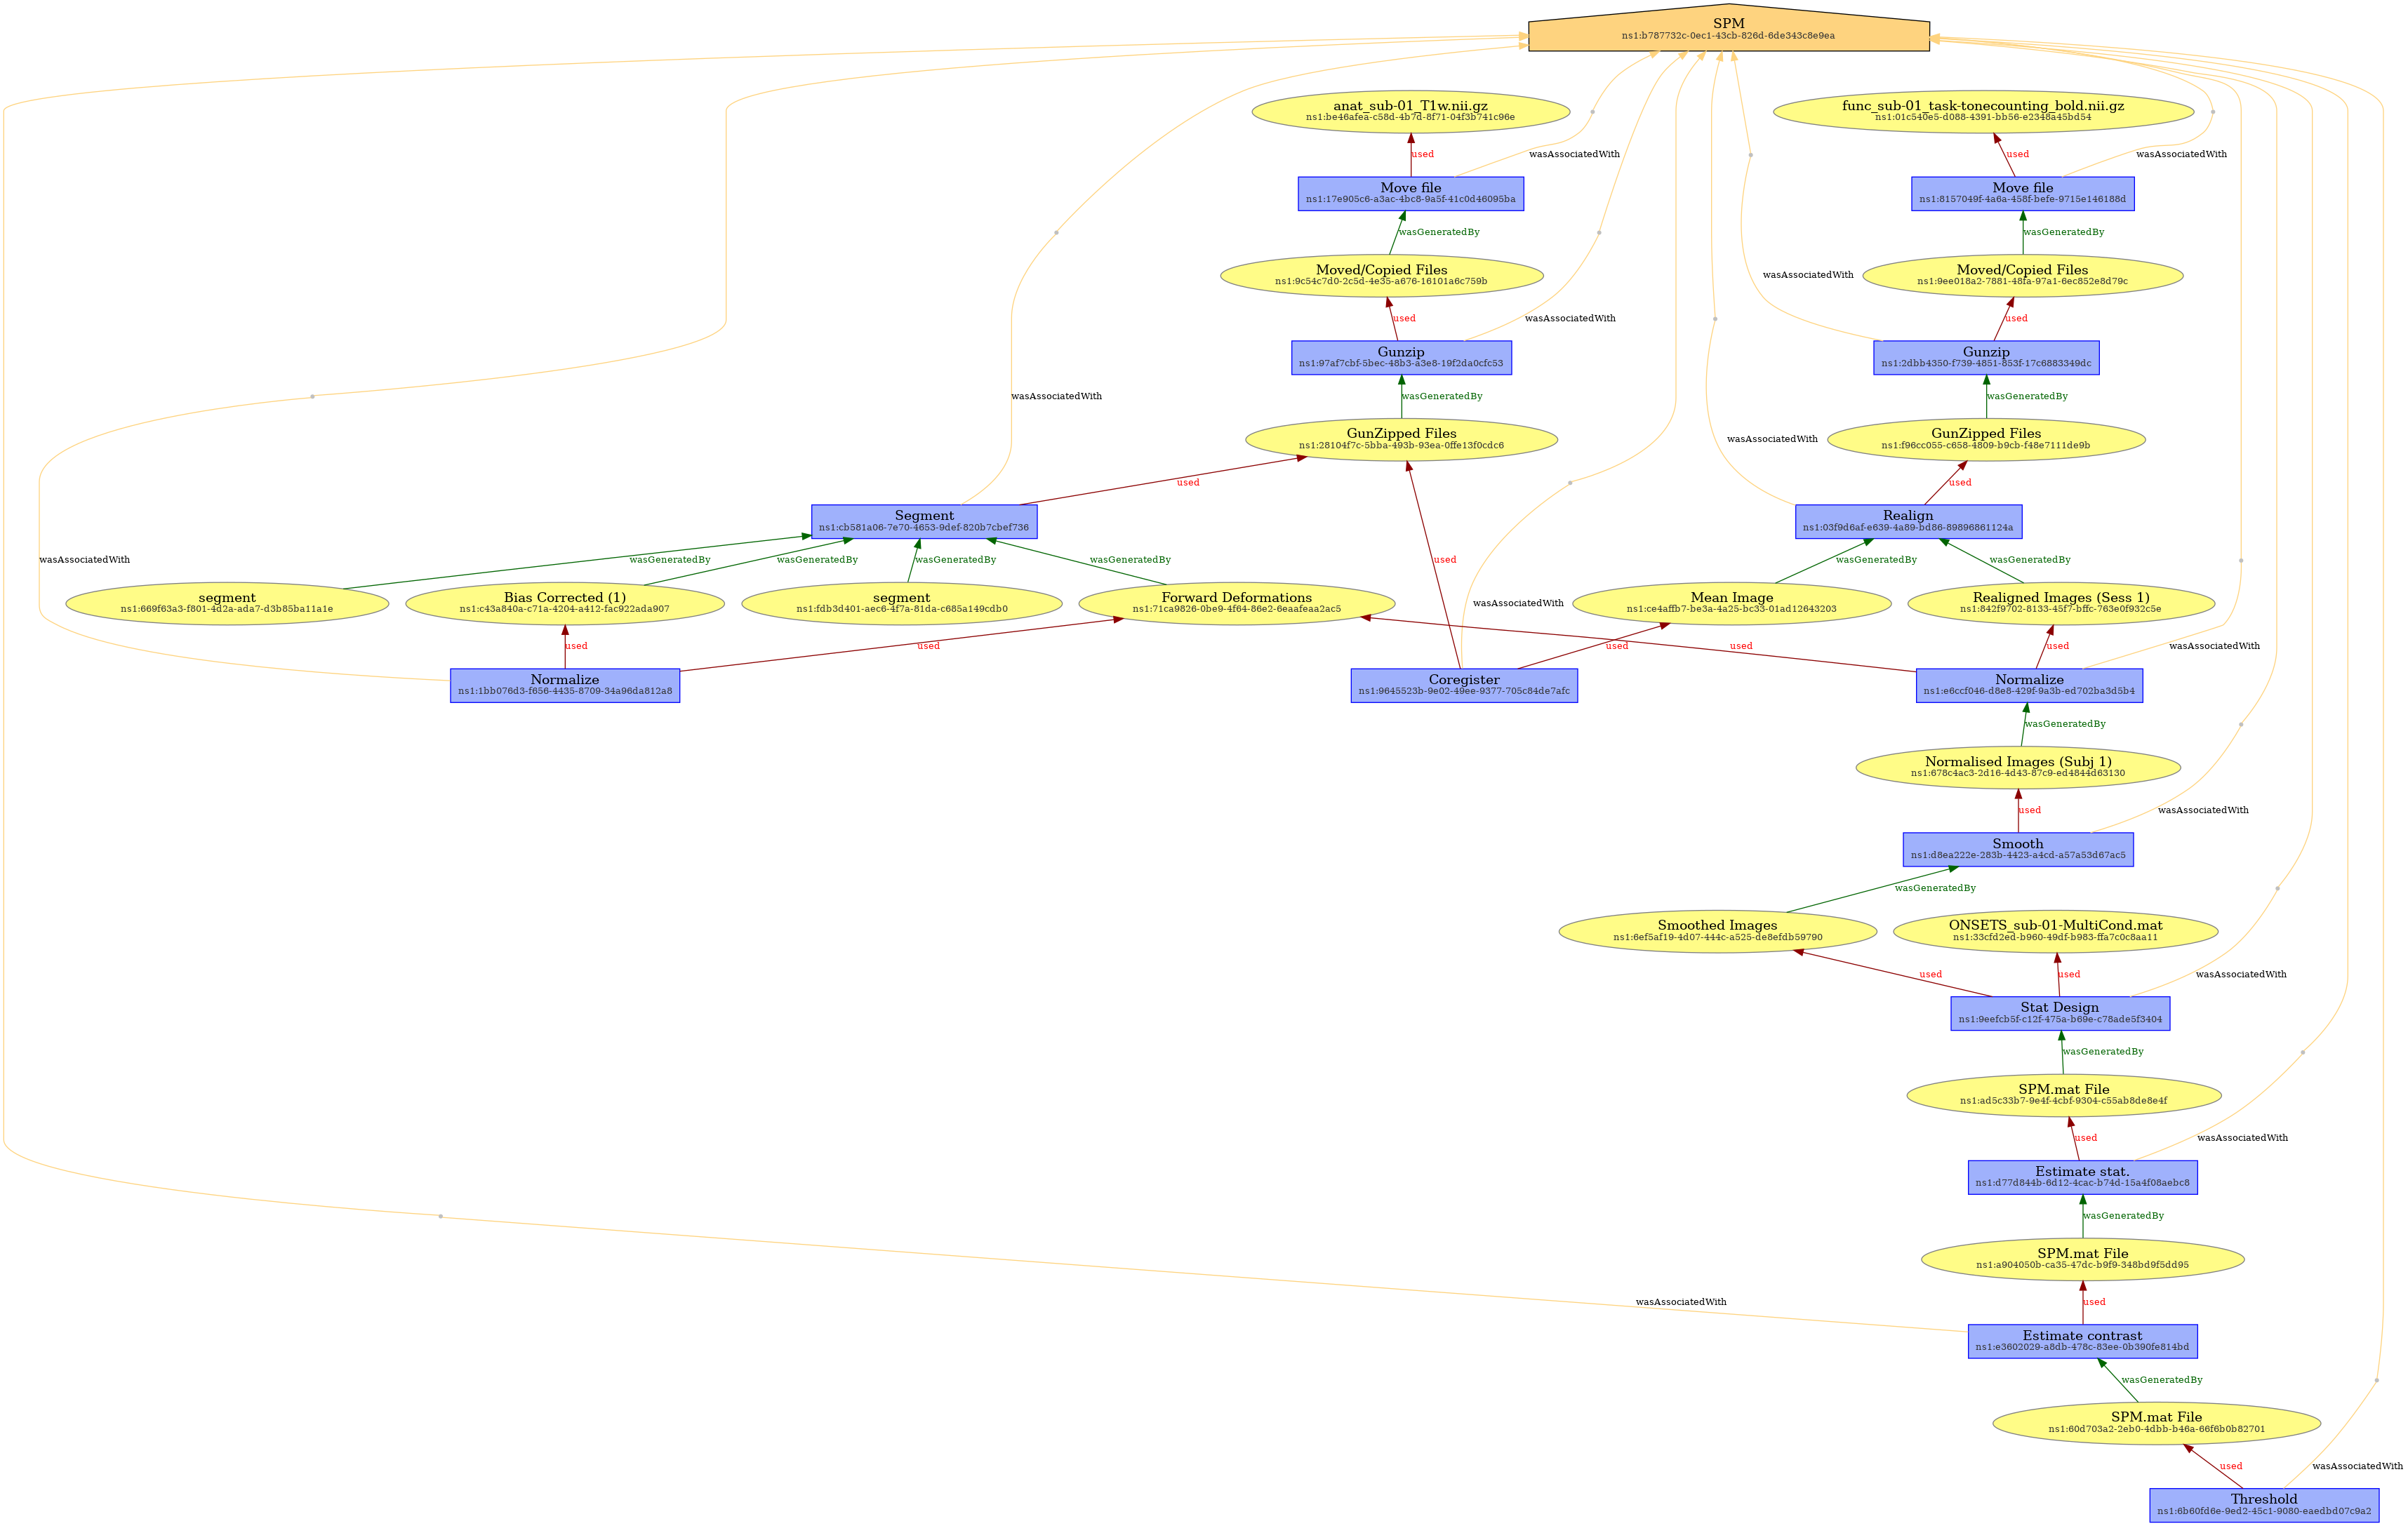 SPM
ns1:b787732c-0ec1-43cb-826d-6de343c8e9ea
anat_sub-01_T1w.nii.gz
ns1:be46afea-c58d-4b7d-8f71-04f3b741c96e
func_sub-01_task-tonecounting_bold.nii.gz
ns1:01c540e5-d088-4391-bb56-e2348a45bd54
used
wasAssociatedWith
used
wasAssociatedWith
Move file
ns1:17e905c6-a3ac-4bc8-9a5f-41c0d46095ba
Move file
ns1:8157049f-4a6a-458f-befe-9715e146188d
wasGeneratedBy
wasGeneratedBy
Moved/Copied Files
ns1:9c54c7d0-2c5d-4e35-a676-16101a6c759b
wasAssociatedWith
Moved/Copied Files
ns1:9ee018a2-7881-48fa-97a1-6ec852e8d79c
used
wasAssociatedWith
used
Gunzip
ns1:97af7cbf-5bec-48b3-a3e8-19f2da0cfc53
Gunzip
ns1:2dbb4350-f739-4851-853f-17c6883349dc
wasAssociatedWith
wasGeneratedBy
wasGeneratedBy
GunZipped Files
ns1:28104f7c-5bba-493b-93ea-0ffe13f0cdc6
wasAssociatedWith
GunZipped Files
ns1:f96cc055-c658-4809-b9cb-f48e7111de9b
used
used
Segment
ns1:cb581a06-7e70-4653-9def-820b7cbef736
Realign
ns1:03f9d6af-e639-4a89-bd86-89896861124a
wasAssociatedWith
wasGeneratedBy
wasGeneratedBy
wasGeneratedBy
wasGeneratedBy
used
wasGeneratedBy
wasGeneratedBy
segment
ns1:669f63a3-f801-4d2a-ada7-d3b85ba11a1e
Bias Corrected (1)
ns1:c43a840a-c71a-4204-a412-fac922ada907
segment
ns1:fdb3d401-aec6-4f7a-81da-c685a149cdb0
Forward Deformations
ns1:71ca9826-0be9-4f64-86e2-6eaafeaa2ac5
wasAssociatedWith
Mean Image
ns1:ce4affb7-be3a-4a25-bc33-01ad12643203
Realigned Images (Sess 1)
ns1:842f9702-8133-45f7-bffc-763e0f932c5e
used
used
used
used
used
wasAssociatedWith
Normalize
ns1:1bb076d3-f656-4435-8709-34a96da812a8
Coregister
ns1:9645523b-9e02-49ee-9377-705c84de7afc
Normalize
ns1:e6ccf046-d8e8-429f-9a3b-ed702ba3d5b4
wasGeneratedBy
Normalised Images (Subj 1)
ns1:678c4ac3-2d16-4d43-87c9-ed4844d63130
used
wasAssociatedWith
Smooth
ns1:d8ea222e-283b-4423-a4cd-a57a53d67ac5
wasGeneratedBy
Smoothed Images
ns1:6ef5af19-4d07-444c-a525-de8efdb59790
ONSETS_sub-01-MultiCond.mat
ns1:33cfd2ed-b960-49df-b983-ffa7c0c8aa11
used
used
wasAssociatedWith
Stat Design
ns1:9eefcb5f-c12f-475a-b69e-c78ade5f3404
wasGeneratedBy
SPM.mat File
ns1:ad5c33b7-9e4f-4cbf-9304-c55ab8de8e4f
used
wasAssociatedWith
Estimate stat.
ns1:d77d844b-6d12-4cac-b74d-15a4f08aebc8
wasGeneratedBy
SPM.mat File
ns1:a904050b-ca35-47dc-b9f9-348bd9f5dd95
wasAssociatedWith
used
Estimate contrast
ns1:e3602029-a8db-478c-83ee-0b390fe814bd
wasGeneratedBy
SPM.mat File
ns1:60d703a2-2eb0-4dbb-b46a-66f6b0b82701
used
wasAssociatedWith
Threshold
ns1:6b60fd6e-9ed2-45c1-9080-eaedbd07c9a2